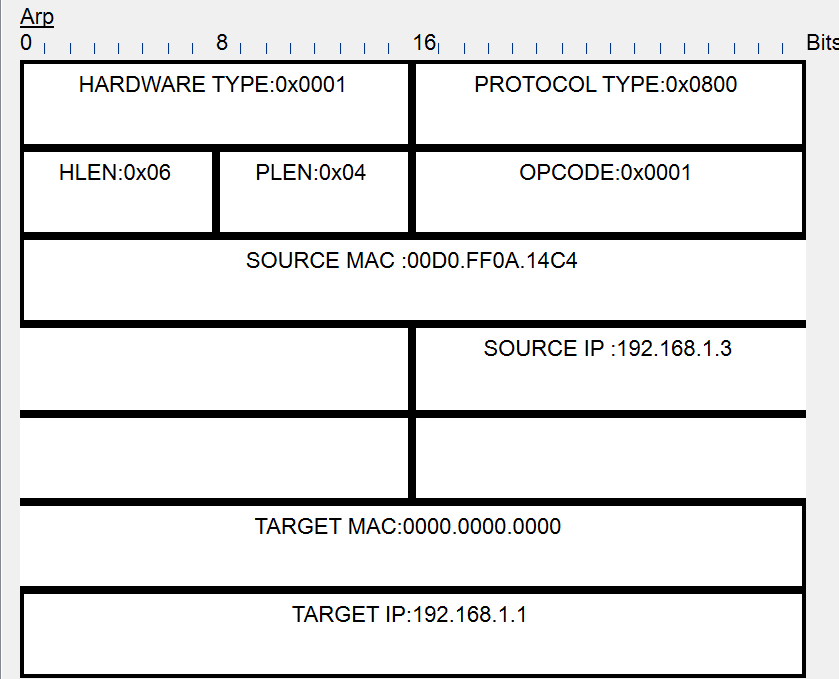 Arp
0 8 16 Bits
HARDWARE TYPE:0x0001 PROTOCOL TYPE:0x0800
HLEN:0x06 PLEN:0x04 OPCODE:0x0001
SOURCE MAC :00D0.FF0A.14C4
SOURCE IP :192.168.1.3
TARGET MAC:0000.0000.0000
TARGET IP:192.168.1.1